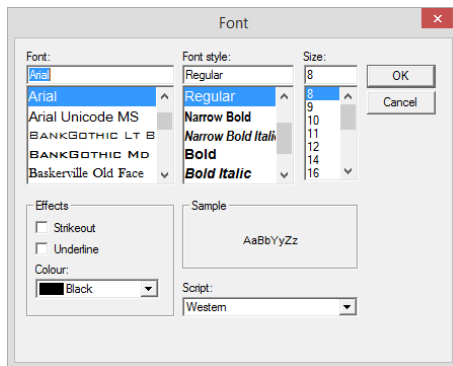 Font
Font: Font style: Size:
Arial Regular 8 OK
Arial Regular 8 Cancel
Arial Unicode MS Narrow Bold 9
BankGothic Lt B Narrow Bold Itali 10
BankGothic Md Bold 11
Baskerville Old Face Bold Italic 12
14
16
Effects
Strikeout
Underline
Colour:
Black
Sample
AaBbYyZz
Script:
Western